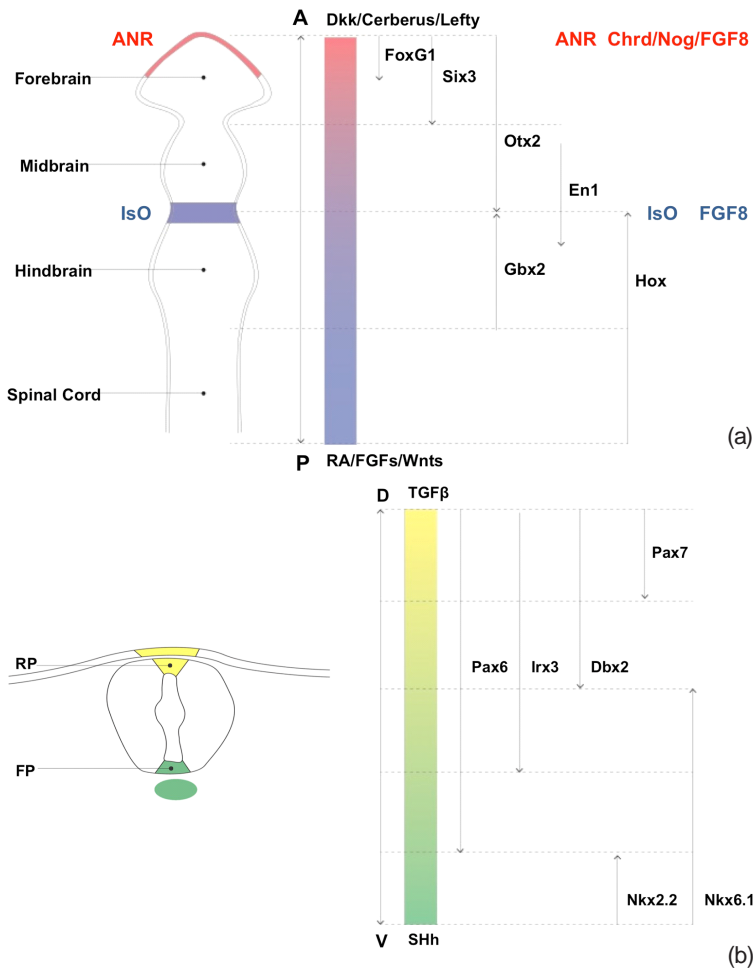 A Dkk/Cerberus/Lefty
ANR
ANR Chrd/Nog/FGF8
FoxG1
Forebrain
Six3
Otx2
Midbrain
En1
IsO
IsO FGF8
Hindbrain
Gbx2
Hox
Spinal Cord
(a)
P RA/FGFs/Wnts
D TGFβ
Pax7
RP
Pax6
Irx3
Dbx2
FP
Nkx2.2
Nkx6.1
V SHh
(b)